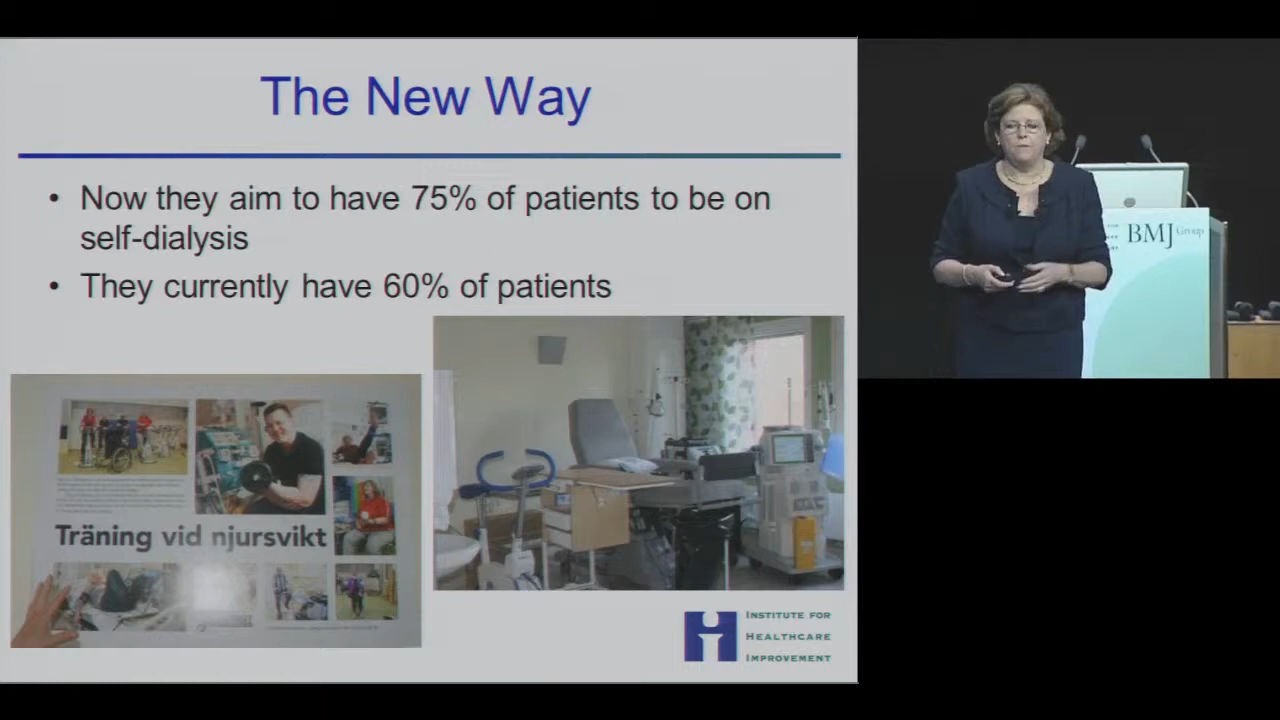 The New Way
• Now they aim to have 75% of patients to be on
self-dialysis
• They currently have 60% of patients
Träning vid njursvikt
INSTITUTE FOR
HEALTHCARE
IMPROVEMENT
BMJ Group